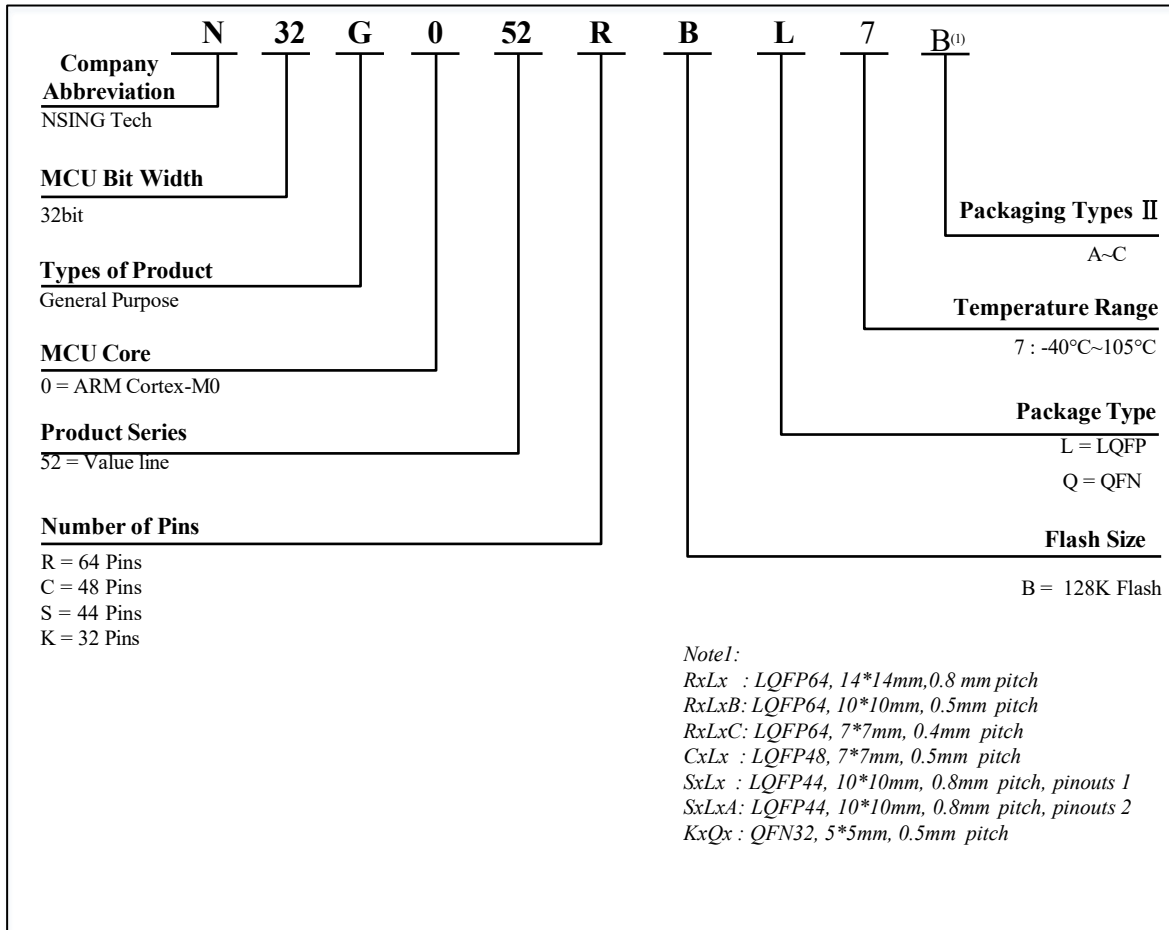 N 32 G 0 52 R B L 7 B(1)
Company
Abbreviation
NSING Tech
MCU Bit Width
32bit
Types of Product
General Purpose
MCU Core
0 = ARM Cortex-M0
Product Series
52 = Value line
Number of Pins
R = 64 Pins
C = 48 Pins
S = 44 Pins
K = 32 Pins
Packaging Types Ⅱ
A~C
Temperature Range
7 : -40°C~105°C
Package Type
L = LQFP
Q = QFN
Flash Size
B = 128K Flash
Note1:
RxLx : LQFP64, 14*14mm,0.8 mm pitch
RxLxB: LQFP64, 10*10mm, 0.5mm pitch
RxLxC: LQFP64, 7*7mm, 0.4mm pitch
CxLx : LQFP48, 7*7mm, 0.5mm pitch
SxLx : LQFP44, 10*10mm, 0.8mm pitch, pinouts 1
SxLxA: LQFP44, 10*10mm, 0.8mm pitch, pinouts 2
KxQx : QFN32, 5*5mm, 0.5mm pitch